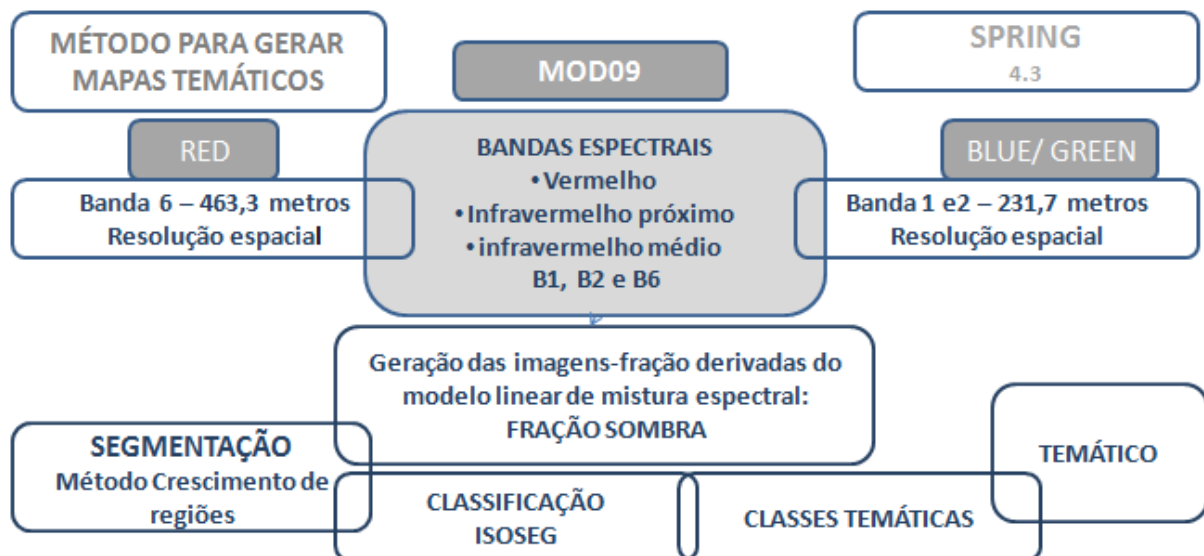 MÉTODO PARA GERAR
MAPAS TEMÁTICOS
MOD09
SPRING
4.3
RED
BLUE/ GREEN
Banda 6 – 463,3 metros
Resolução espacial
BANDAS ESPECTRAIS
•Vermelho
•Infravermelho próximo
•infravermelho médio
B1, B2 e B6
Banda 1 e2 – 231,7 metros
Resolução espacial
Geração das imagens-fração derivadas do
modelo linear de mistura espectral:
FRAÇÃO SOMBRA
SEGMENTAÇÃO
Método Crescimento de
regiões
CLASSIFICAÇÃO
ISOSEG
CLASSES TEMÁTICAS
TEMÁTICO